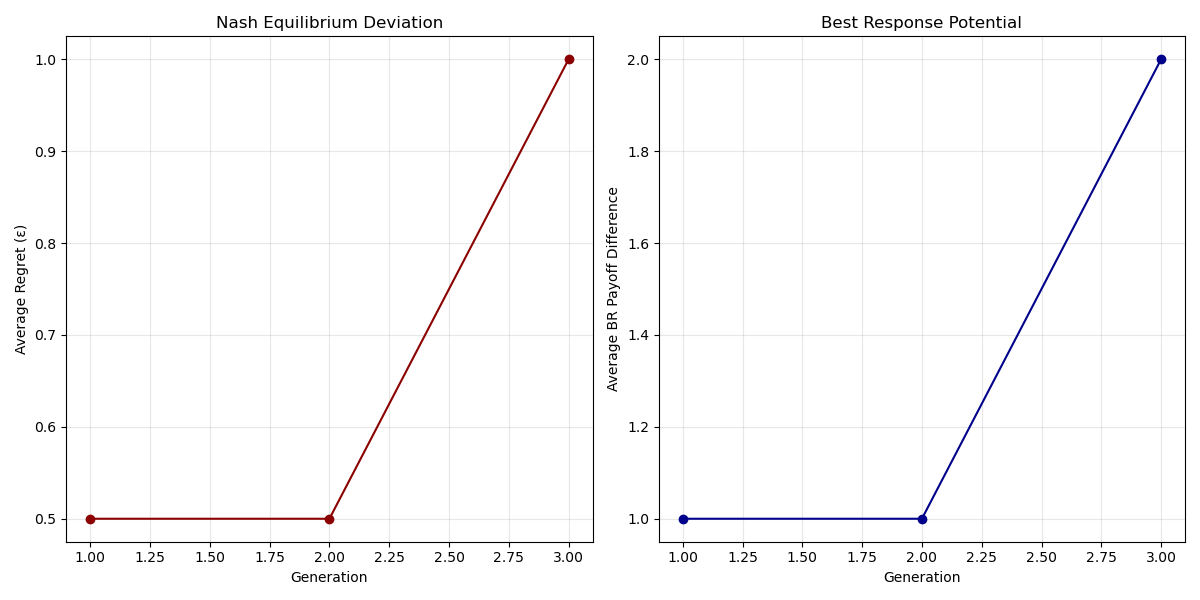 Nash Equilibrium Deviation
Average Regret (ε)
1.0
0.9
0.8
0.7
0.6
0.5
1.00 1.25 1.50 1.75 2.00 2.25 2.50 2.75 3.00
Generation
Best Response Potential
Average BR Payoff Difference
2.0
1.8
1.6
1.4
1.2
1.0
1.00 1.25 1.50 1.75 2.00 2.25 2.50 2.75 3.00
Generation